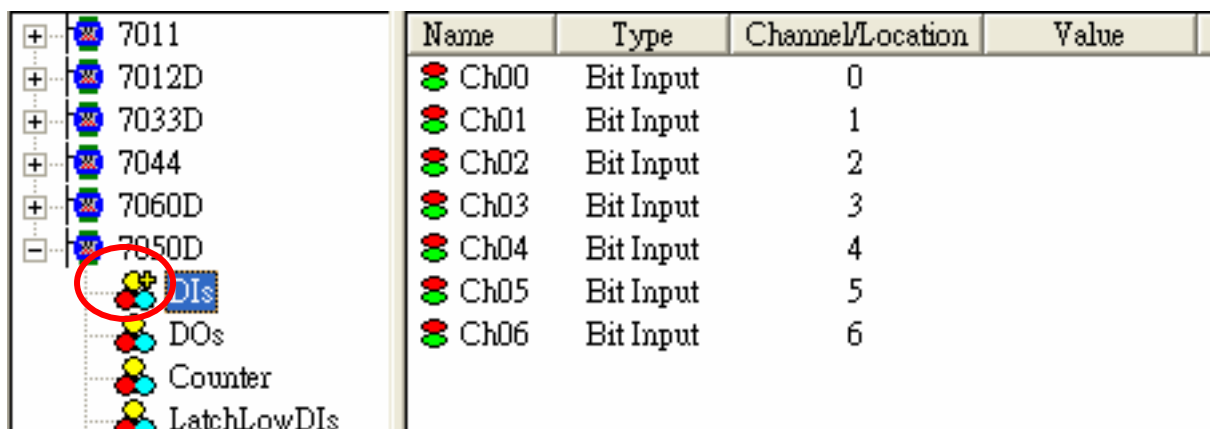 7011
7012D
7033D
7044
7060D
7050D
DIs
DOs
Counter
LatchLowDIs
Name Type Channel/Location Value
Ch00 Bit Input 0
Ch01 Bit Input 1
Ch02 Bit Input 2
Ch03 Bit Input 3
Ch04 Bit Input 4
Ch05 Bit Input 5
Ch06 Bit Input 6